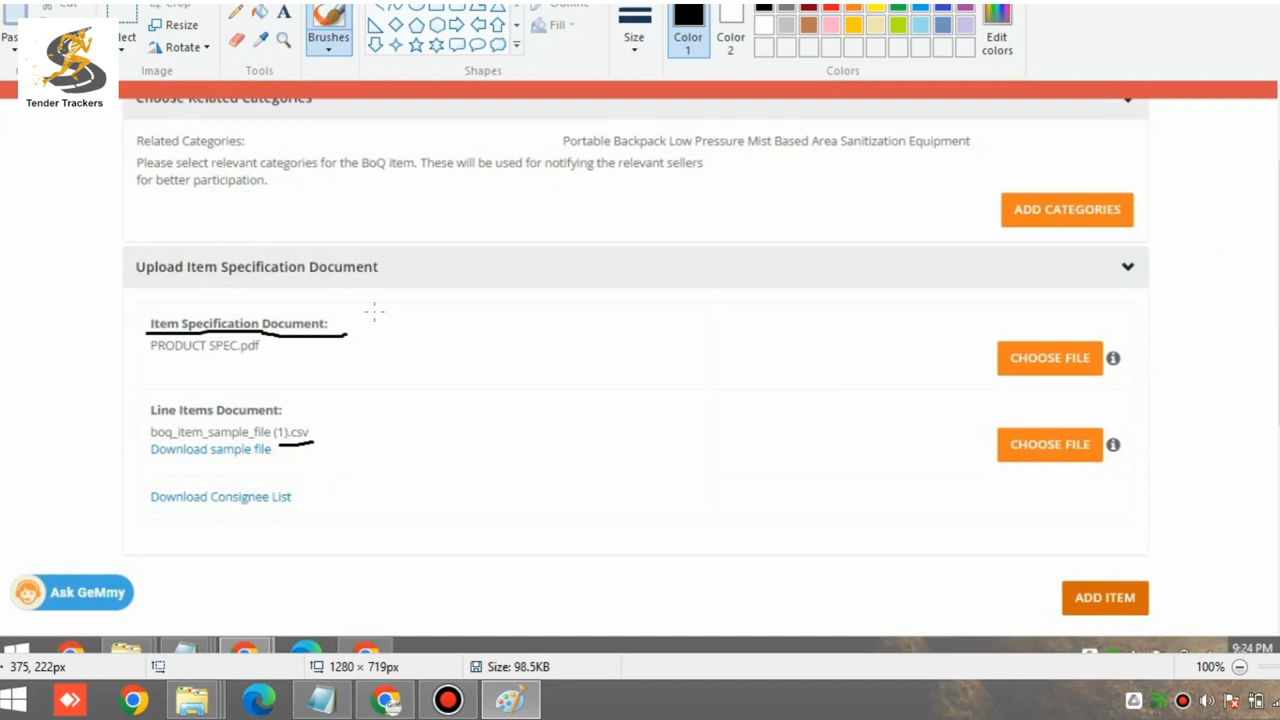 Resize
Rotate
Brushes
Size
Color
1
Color
2
Edit
colors
Fill
Image
Tools
Shapes
Colors
Tender Trackers
Choose Related Categories
Related Categories:
Portable Backpack Low Pressure Mist Based Area Sanitization Equipment
Please select relevant categories for the BoQ item. These will be used for notifying the relevant sellers
for better participation.
ADD CATEGORIES
Upload Item Specification Document
Item Specification Document:
PRODUCT SPEC.pdf
CHOOSE FILE
Line Items Document:
boq_item_sample_file (1).csv
CHOOSE FILE
Download sample file
Download Consignee List
Ask GeMmy
ADD ITEM
9:24 PM
375, 222px
1280 × 719px
Size: 98.5KB
100%